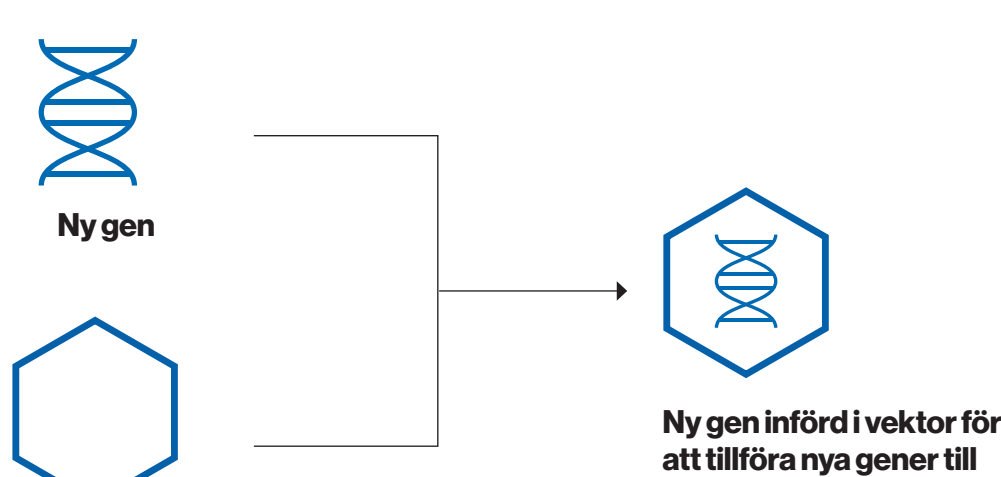 Ny gen
Ny gen införd i vektor för
att tillföra nya gener till